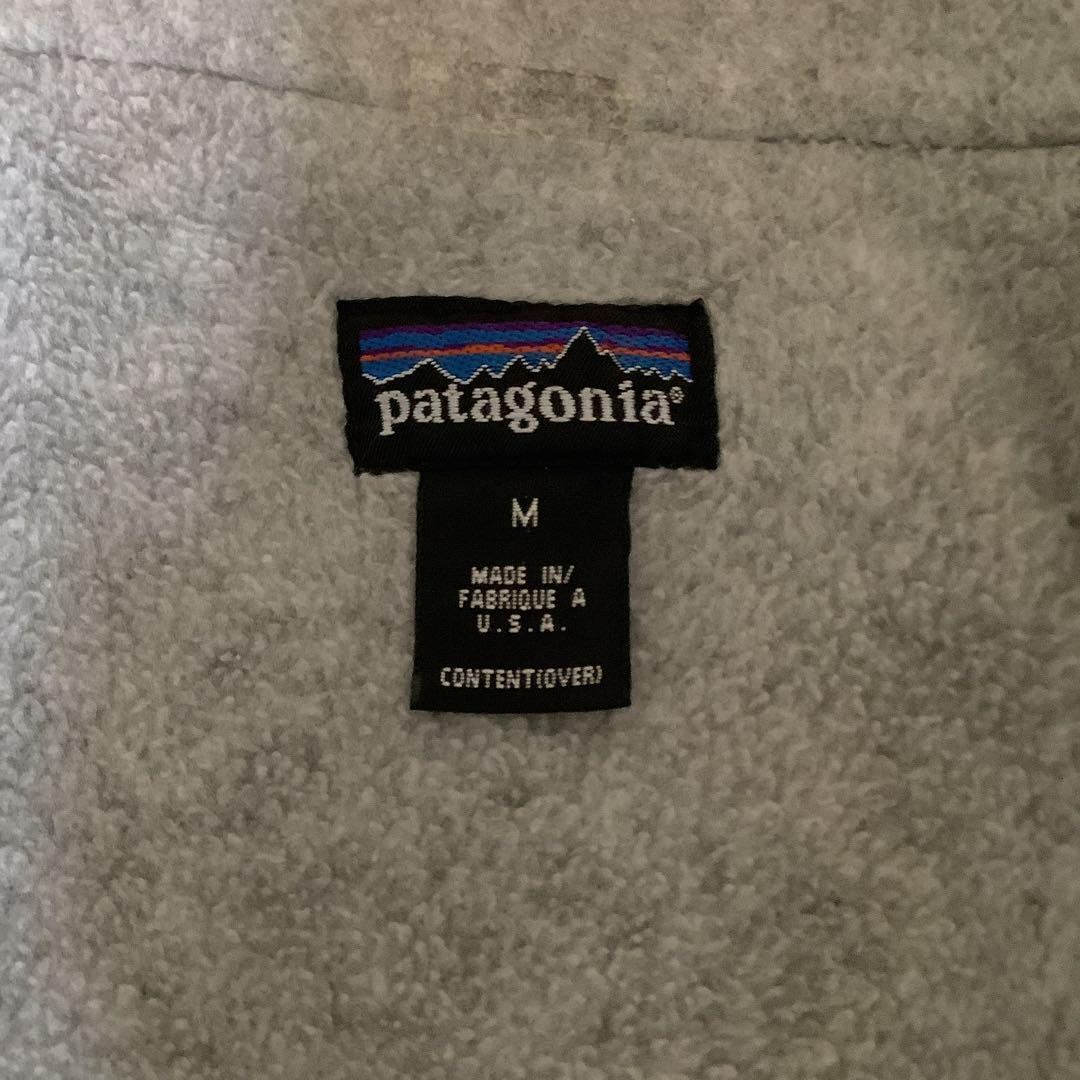 patagonia®
M
MADE IN/
FABRIQUE A
U.S.A.
CONTENT(OVER)